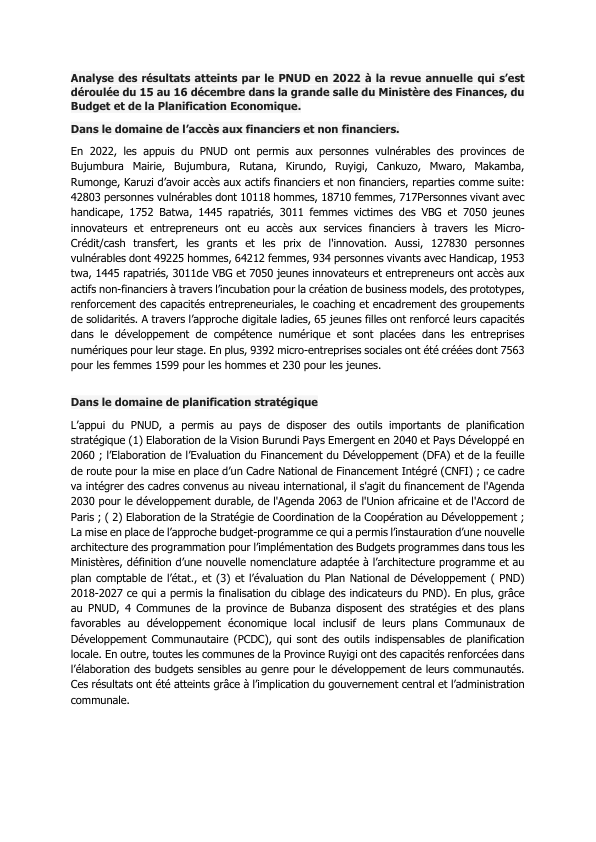 Analyse des résultats atteints par le PNUD en 2022 à la revue annuelle qui s’est
déroulée du 15 au 16 décembre dans la grande salle du Ministère des Finances, du
Budget et de la Planification Economique.
Dans le domaine de l’accès aux financiers et non financiers.
En 2022, les appuis du PNUD ont permis aux personnes vulnérables des provinces de
Bujumbura Mairie, Bujumbura, Rutana, Kirundo, Ruyigi, Cankuzo, Mwaro, Makamba,
Rumonge, Karuzi d’avoir accès aux actifs financiers et non financiers, reparties comme suite:
42803 personnes vulnérables dont 10118 hommes, 18710 femmes, 717Personnes vivant avec
handicape, 1752 Batwa, 1445 rapatriés, 3011 femmes victimes des VBG et 7050 jeunes
innovateurs et entrepreneurs ont eu accès aux services financiers à travers les Micro-
Crédit/cash transfert, les grants et les prix de l'innovation. Aussi, 127830 personnes
vulnérables dont 49225 hommes, 64212 femmes, 934 personnes vivants avec Handicap, 1953
twa, 1445 rapatriés, 3011de VBG et 7050 jeunes innovateurs et entrepreneurs ont accès aux
actifs non-financiers à travers l’incubation pour la création de business models, des prototypes,
renforcement des capacités entrepreneuriales, le coaching et encadrement des groupements
de solidarités. A travers l’approche digitale ladies, 65 jeunes filles ont renforcé leurs capacités
dans le développement de compétence numérique et sont placées dans les entreprises
numériques pour leur stage. En plus, 9392 micro-entreprises sociales ont été créées dont 7563
pour les femmes 1599 pour les hommes et 230 pour les jeunes.
Dans le domaine de planification stratégique
L’appui du PNUD, a permis au pays de disposer des outils importants de planification
stratégique (1) Elaboration de la Vision Burundi Pays Emergent en 2040 et Pays Développé en
2060 ; l’Elaboration de l’Evaluation du Financement du Développement (DFA) et de la feuille
de route pour la mise en place d’un Cadre National de Financement Intégré (CNFI) ; ce cadre
va intégrer des cadres convenus au niveau international, il s'agit du financement de l'Agenda
2030 pour le développement durable, de l'Agenda 2063 de l'Union africaine et de l'Accord de
Paris ; ( 2) Elaboration de la Stratégie de Coordination de la Coopération au Développement ;
La mise en place de l’approche budget-programme ce qui a permis l’instauration d’une nouvelle
architecture des programmation pour l’implémentation des Budgets programmes dans tous les
Ministères, définition d’une nouvelle nomenclature adaptée à l’architecture programme et au
plan comptable de l’état., et (3) et l’évaluation du Plan National de Développement ( PND)
2018-2027 ce qui a permis la finalisation du ciblage des indicateurs du PND). En plus, grâce
au PNUD, 4 Communes de la province de Bubanza disposent des stratégies et des plans
favorables au développement économique local inclusif de leurs plans Communaux de
Développement Communautaire (PCDC), qui sont des outils indispensables de planification
locale. En outre, toutes les communes de la Province Ruyigi ont des capacités renforcées dans
l’élaboration des budgets sensibles au genre pour le développement de leurs communautés.
Ces résultats ont été atteints grâce à l’implication du gouvernement central et l’administration
communale.